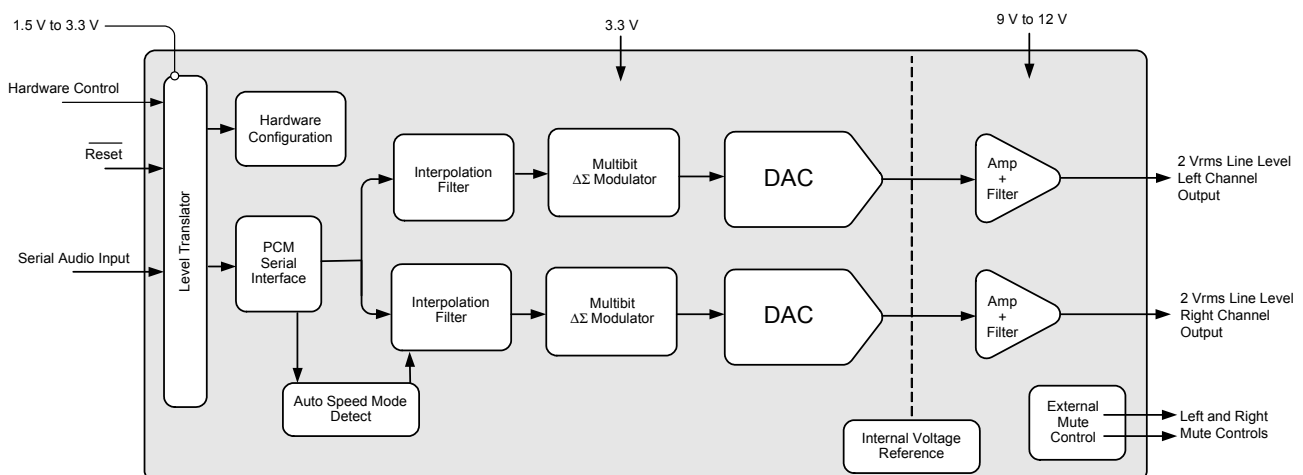 1.5 V to 3.3 V
3.3 V
9 V to 12 V
Hardware Control
Reset
Serial Audio Input
Level Translator
Hardware
Configuration
PCM
Serial
Interface
Auto Speed Mode
Detect
Interpolation
Filter
Multibit
ΔΣ Modulator
DAC
Amp
+
Filter
2 Vrms Line Level
Left Channel
Output
Interpolation
Filter
Multibit
ΔΣ Modulator
DAC
Amp
+
Filter
2 Vrms Line Level
Right Channel
Output
Internal Voltage
Reference
External
Mute
Control
Left and Right
Mute Controls